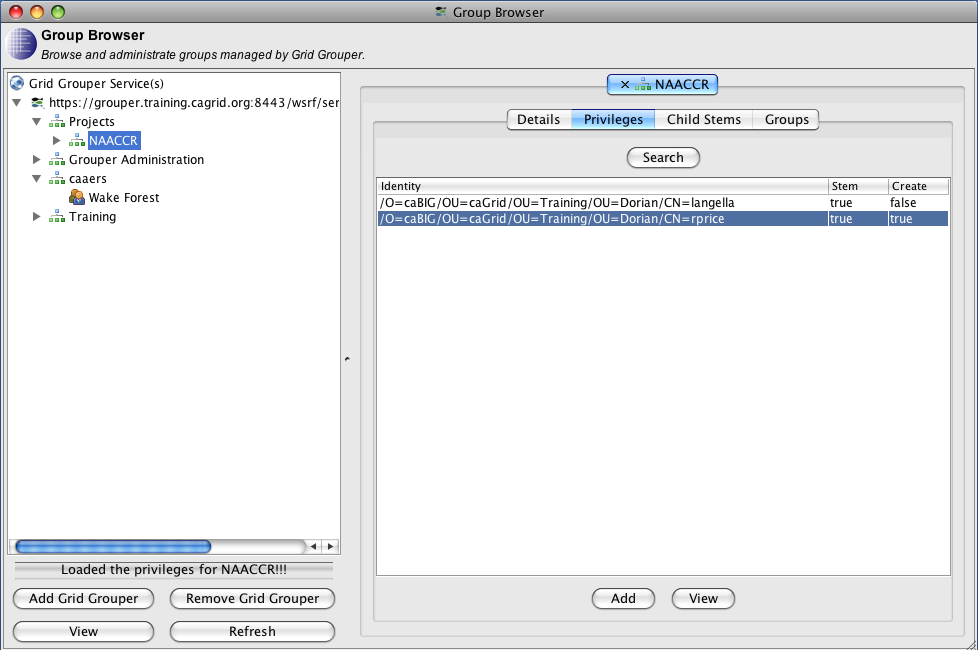 Group Browser
Group Browser
Browse and administrate groups managed by Grid Grouper.
Grid Grouper Service(s)
https://grouper.training.cagrid.org:8443/wsrf/ser
Projects
NAACCR
Grouper Administration
caaers
Wake Forest
Training
Loaded the privileges for NAACCR!!!
Add Grid Grouper Remove Grid Grouper
View Refresh
× NAACCR
Details Privileges Child Stems Groups
Search
Identity Stem Create
/O=caBIG/OU=caGrid/OU=Training/OU=Dorian/CN=langella true false
/O=caBIG/OU=caGrid/OU=Training/OU=Dorian/CN=rprice true true
Add View